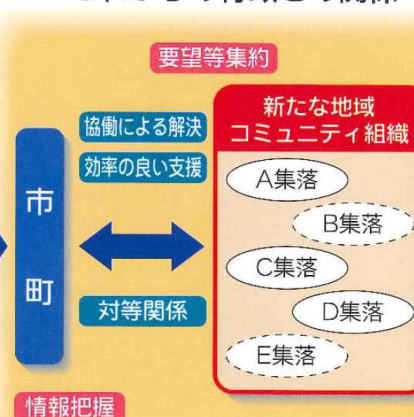 要望等集約
協働による解決
効率の良い支援
市町
対等関係
新たな地域
コミュニティ組織
A集落
B集落
C集落
D集落
E集落
情報把握